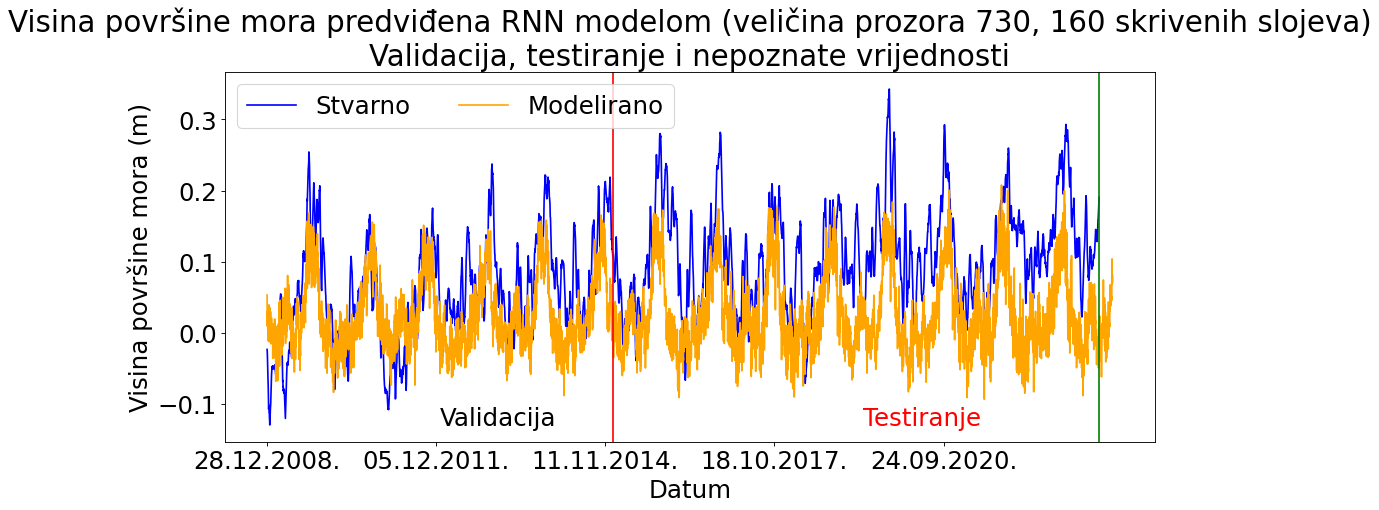 Visina površine mora predviđena RNN modelom (veličina prozora 730, 160 skrivenih slojeva)
Validacija, testiranje i nepoznate vrijednosti
Stvarno Modelirano
Visina površine mora (m)
0.3
0.2
0.1
0.0
−0.1
Validacija Testiranje
28.12.2008. 05.12.2011. 11.11.2014. 18.10.2017. 24.09.2020.
Datum